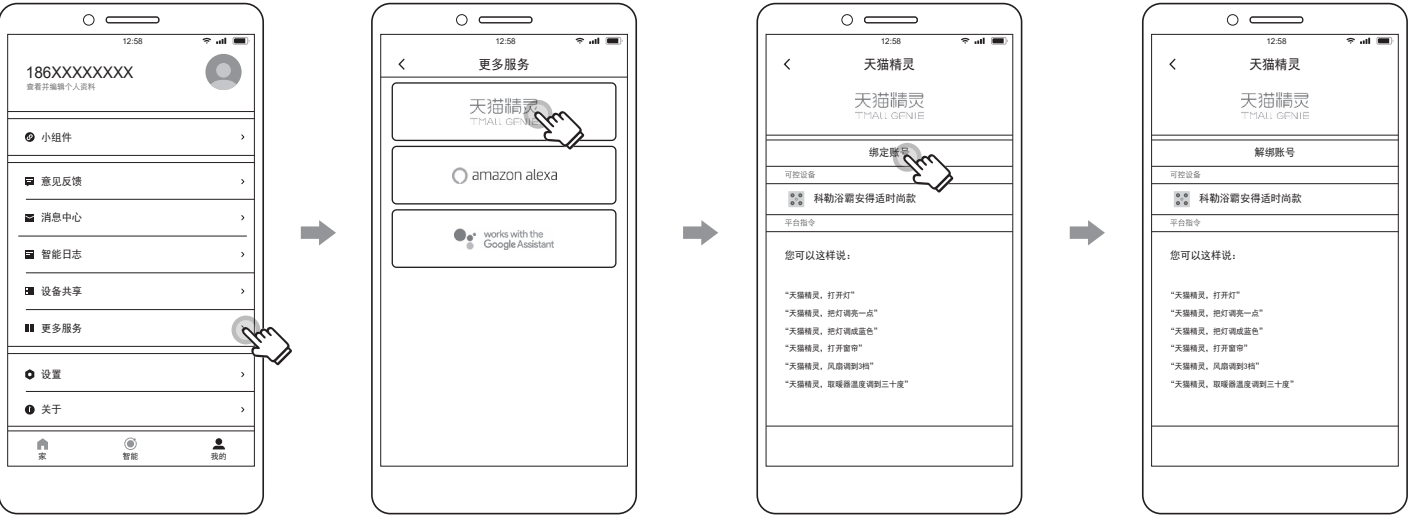 12:58
186XXXXXXXX
查看并编辑个人资料
小组件
意见反馈
消息中心
智能日志
设备共享
更多服务
设置
关于
家
智能
我的
12:58
更多服务
天猫精灵
TMALL GENIE
amazon alexa
works with the
Google Assistant
12:58
天猫精灵
天猫精灵
TMALL GENIE
绑定账号
可控设备
科勒浴霸安得适时尚款
平台指令
您可以这样说：
“天猫精灵，打开灯”
“天猫精灵，把灯调亮一点”
“天猫精灵，把灯调成蓝色”
“天猫精灵，打开窗帘”
“天猫精灵，风扇调到3档”
“天猫精灵，取暖器温度调到三十度”
12:58
天猫精灵
天猫精灵
TMALL GENIE
解绑账号
可控设备
科勒浴霸安得适时尚款
平台指令
您可以这样说：
“天猫精灵，打开灯”
“天猫精灵，把灯调亮一点”
“天猫精灵，把灯调成蓝色”
“天猫精灵，打开窗帘”
“天猫精灵，风扇调到3档”
“天猫精灵，取暖器温度调到三十度”